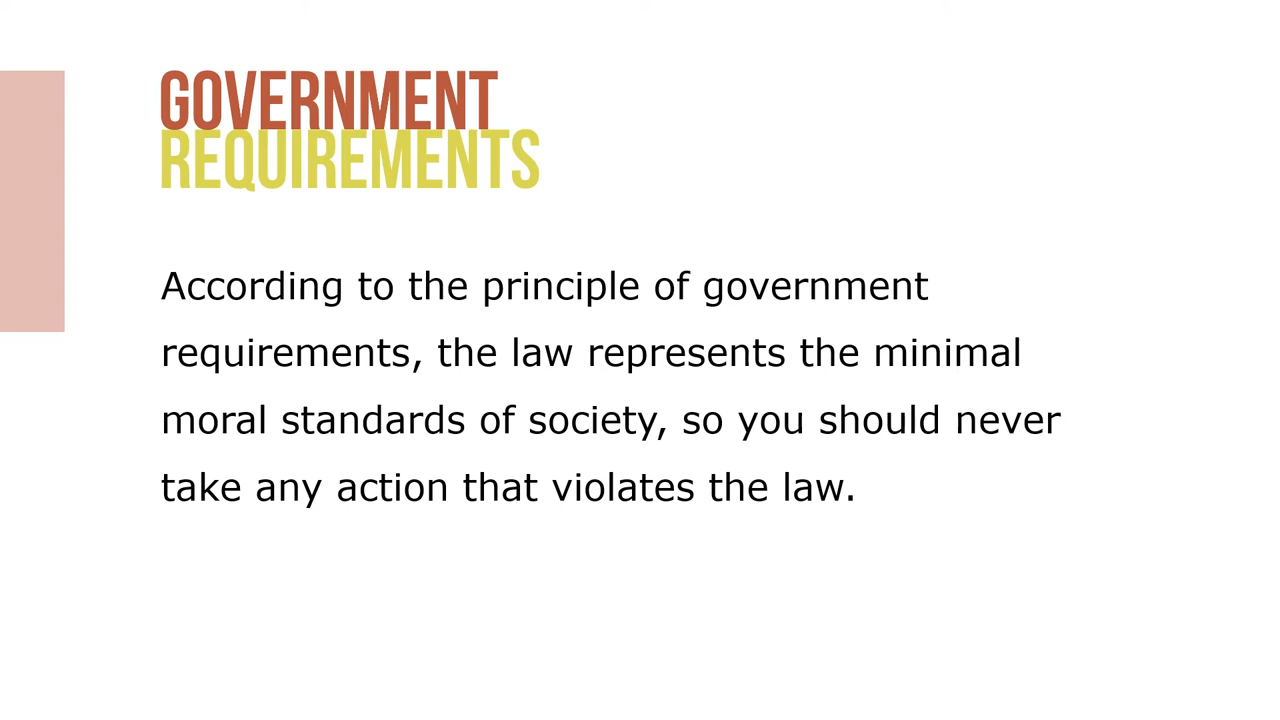 GOVERNMENT
REQUIREMENTS
According to the principle of government
requirements, the law represents the minimal
moral standards of society, so you should never
take any action that violates the law.